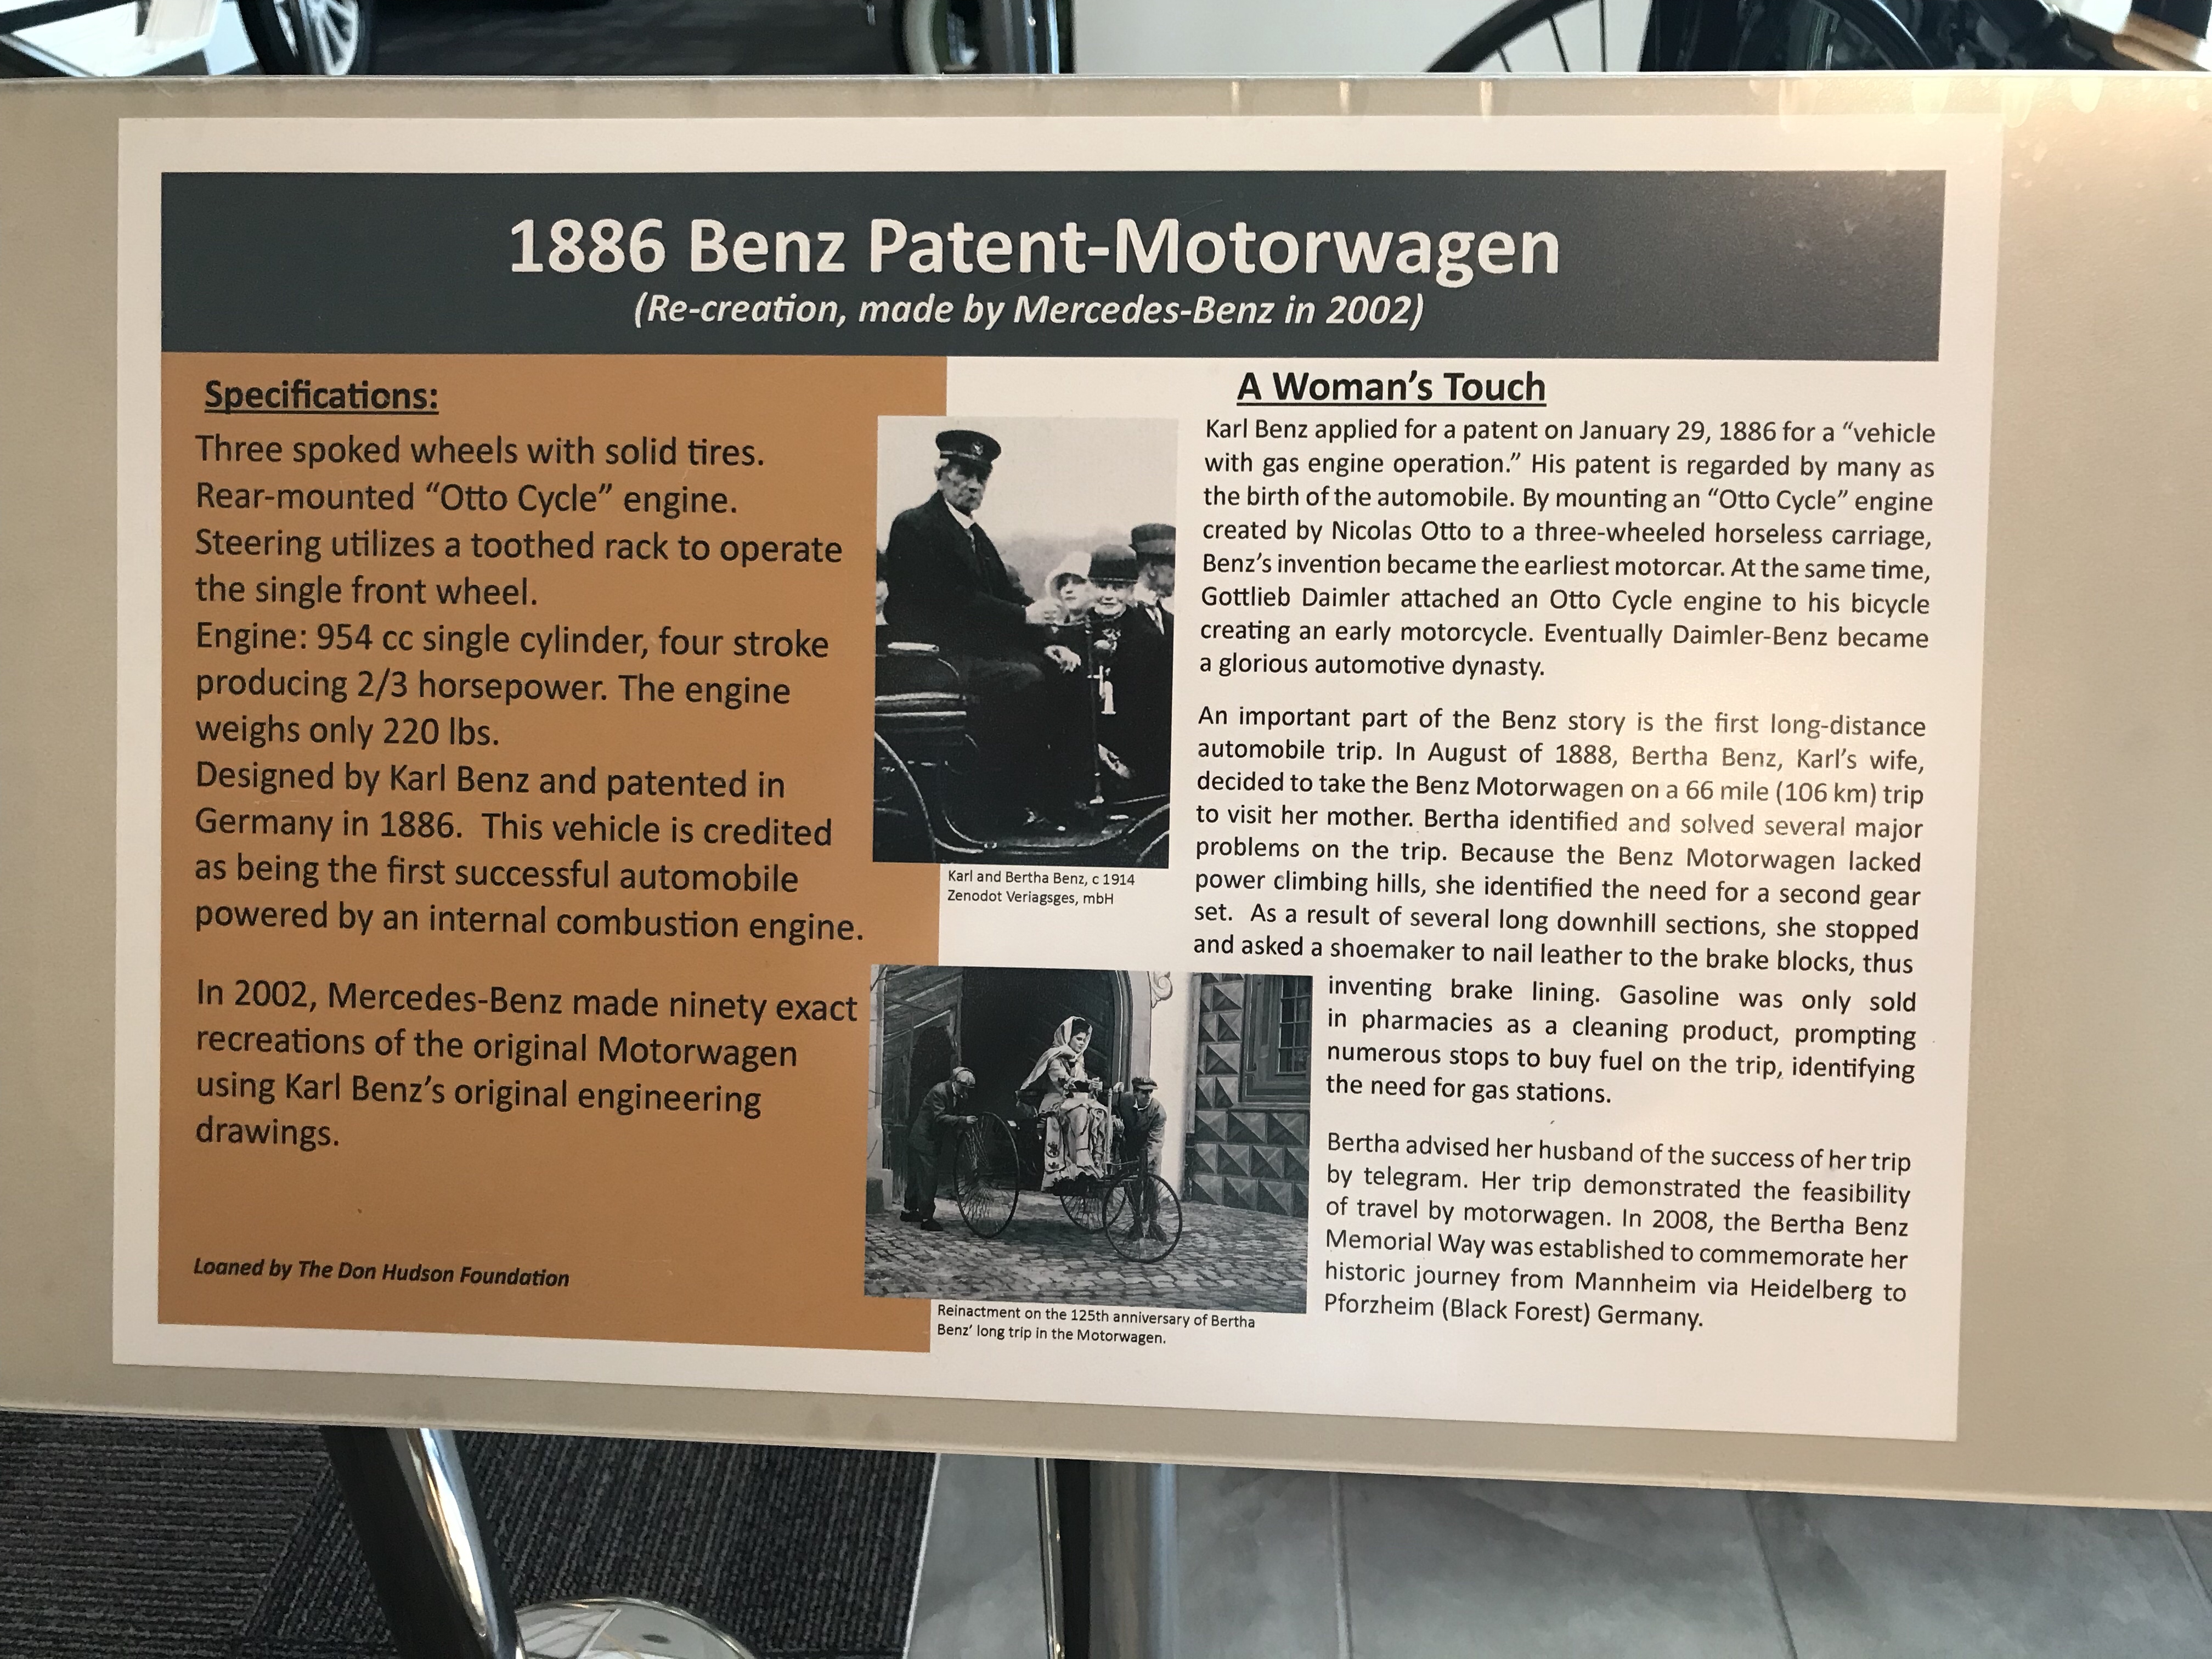 1886 Benz Patent-Motorwagen
(Re-creation, made by Mercedes-Benz in 2002)
Specifications:
Three spoked wheels with solid tires.
Rear-mounted “Otto Cycle” engine.
Steering utilizes a toothed rack to operate
the single front wheel.
Engine: 954 cc single cylinder, four stroke
producing 2/3 horsepower. The engine
weighs only 220 lbs.
Designed by Karl Benz and patented in
Germany in 1886.  This vehicle is credited
as being the first successful automobile
powered by an internal combustion engine.
In 2002, Mercedes-Benz made ninety exact
recreations of the original Motorwagen
using Karl Benz’s original engineering
drawings.
Loaned by The Don Hudson Foundation
Karl and Bertha Benz, c 1914
Zenodot Veriagsges, mbH
Reinactment on the 125th anniversary of Bertha
Benz’ long trip in the Motorwagen.
A Woman’s Touch
Karl Benz applied for a patent on January 29, 1886 for a “vehicle
with gas engine operation.” His patent is regarded by many as
the birth of the automobile. By mounting an “Otto Cycle” engine
created by Nicolas Otto to a three-wheeled horseless carriage,
Benz’s invention became the earliest motorcar. At the same time,
Gottlieb Daimler attached an Otto Cycle engine to his bicycle
creating an early motorcycle. Eventually Daimler-Benz became
a glorious automotive dynasty.
An important part of the Benz story is the first long-distance
automobile trip. In August of 1888, Bertha Benz, Karl’s wife,
decided to take the Benz Motorwagen on a 66 mile (106 km) trip
to visit her mother. Bertha identified and solved several major
problems on the trip. Because the Benz Motorwagen lacked
power climbing hills, she identified the need for a second gear
set.  As a result of several long downhill sections, she stopped
and asked a shoemaker to nail leather to the brake blocks, thus
inventing brake lining. Gasoline was only sold
in pharmacies as a cleaning product, prompting
numerous stops to buy fuel on the trip, identifying
the need for gas stations.
Bertha advised her husband of the success of her trip
by telegram. Her trip demonstrated the feasibility
of travel by motorwagen. In 2008, the Bertha Benz
Memorial Way was established to commemorate her
historic journey from Mannheim via Heidelberg to
Pforzheim (Black Forest) Germany.